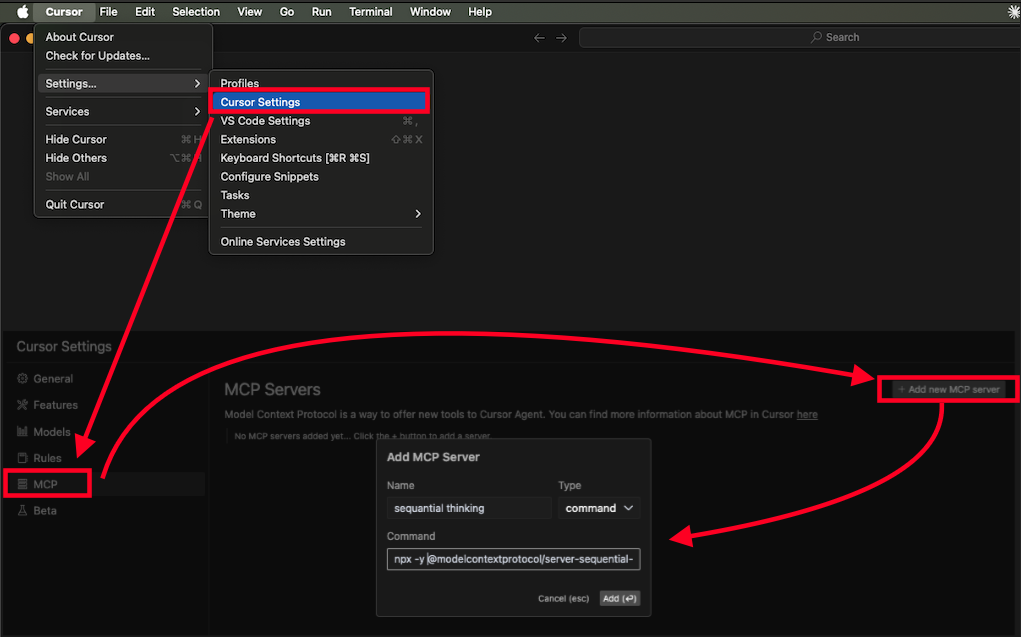 Cursor File Edit Selection View Go Run Terminal Window Help
Search
About Cursor
Check for Updates...
Settings...
Services
Hide Cursor ⌘ H
Hide Others ⌥⌘
Show All
Quit Cursor ⌘ Q
Profiles
Cursor Settings
VS Code Settings ⌘ ,
Extensions ⇧⌘ X
Keyboard Shortcuts [⌘R ⌘S]
Configure Snippets
Tasks
Theme
Online Services Settings
Cursor Settings
General
Features
Models
Rules
MCP
Beta
MCP Servers
+ Add new MCP server
Model Context Protocol is a way to offer new tools to Cursor Agent. You can find more information about MCP in Cursor here
No MCP servers added yet... Click the + button to add a server.
Add MCP Server
Name Type
sequantial thinking command
Command
npx -y @modelcontextprotocol/server-sequential-
Cancel (esc) Add (↵)